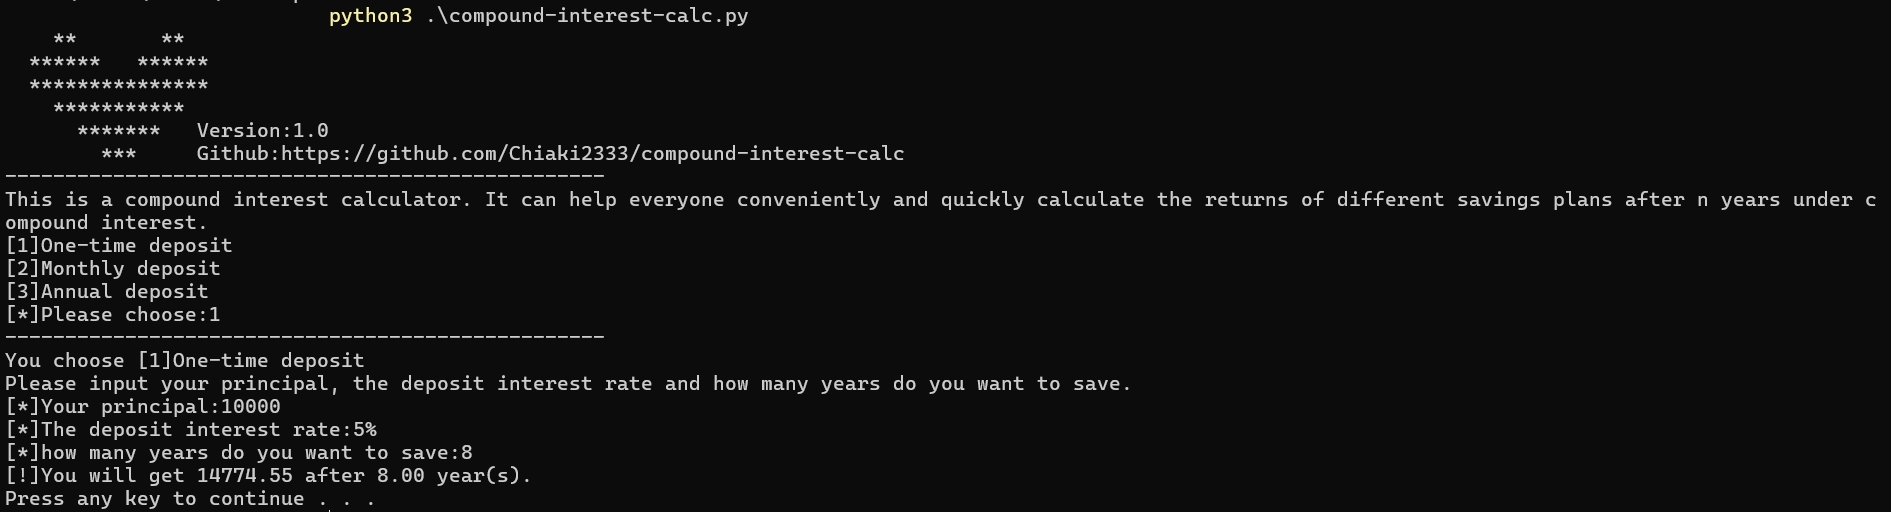 python3 .\compound-interest-calc.py
** **
****** ******
***************
***********
******* Version:1.0
*** Github:https://github.com/Chiaki2333/compound-interest-calc
--------------------------------------------------
This is a compound interest calculator. It can help everyone conveniently and quickly calculate the returns of different savings plans after n years under c
ompound interest.
[1]One-time deposit
[2]Monthly deposit
[3]Annual deposit
[*]Please choose:1
--------------------------------------------------
You choose [1]One-time deposit
Please input your principal, the deposit interest rate and how many years do you want to save.
[*]Your principal:10000
[*]The deposit interest rate:5%
[*]how many years do you want to save:8
[!]You will get 14774.55 after 8.00 year(s).
Press any key to continue . . .